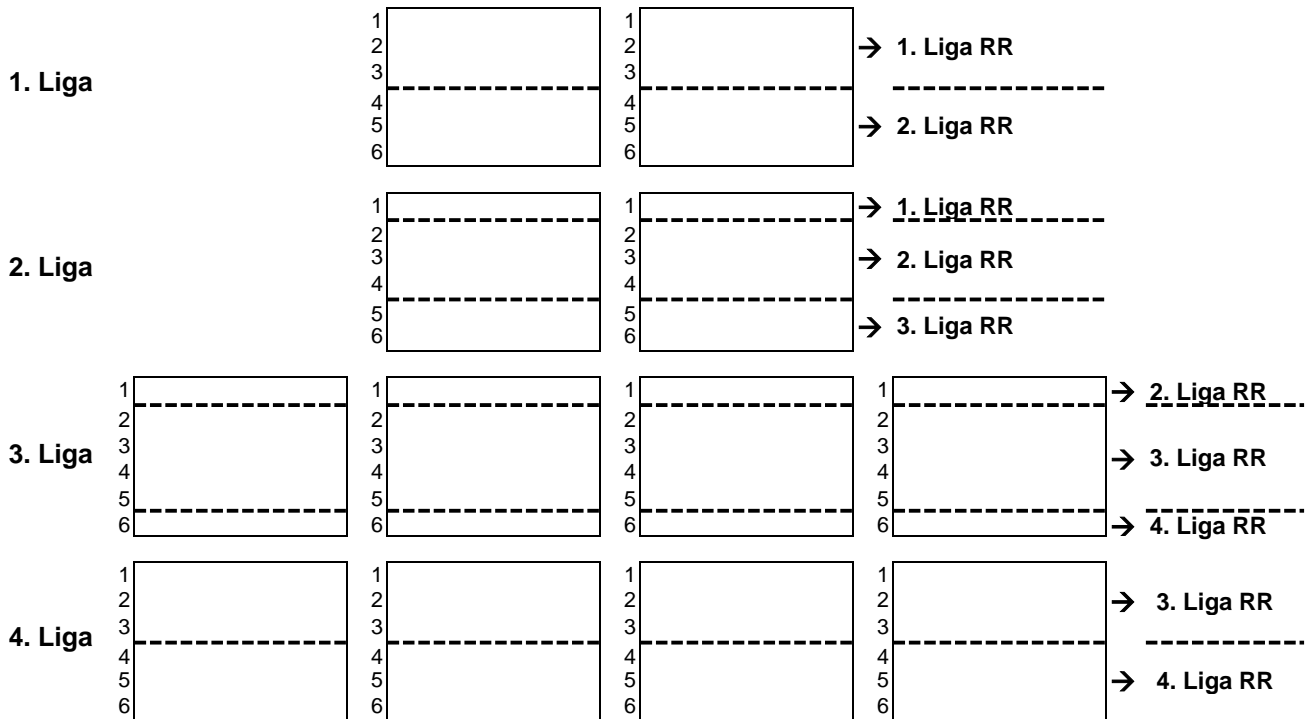 1 1
2 2 → 1. Liga RR
3 3
1. Liga
4 4
5 5 → 2. Liga RR
6 6
1 1 → 1. Liga RR
2 2
3 3 → 2. Liga RR
2. Liga
4 4
5 5
6 6 → 3. Liga RR
1 1 1 1 → 2. Liga RR
2 2 2 2
3 3 3 3
3. Liga → 3. Liga RR
4 4 4 4
5 5 5 5
6 6 6 6 → 4. Liga RR
1 1 1 1
2 2 2 2 → 3. Liga RR
3 3 3 3
4. Liga
4 4 4 4
5 5 5 5 → 4. Liga RR
6 6 6 6